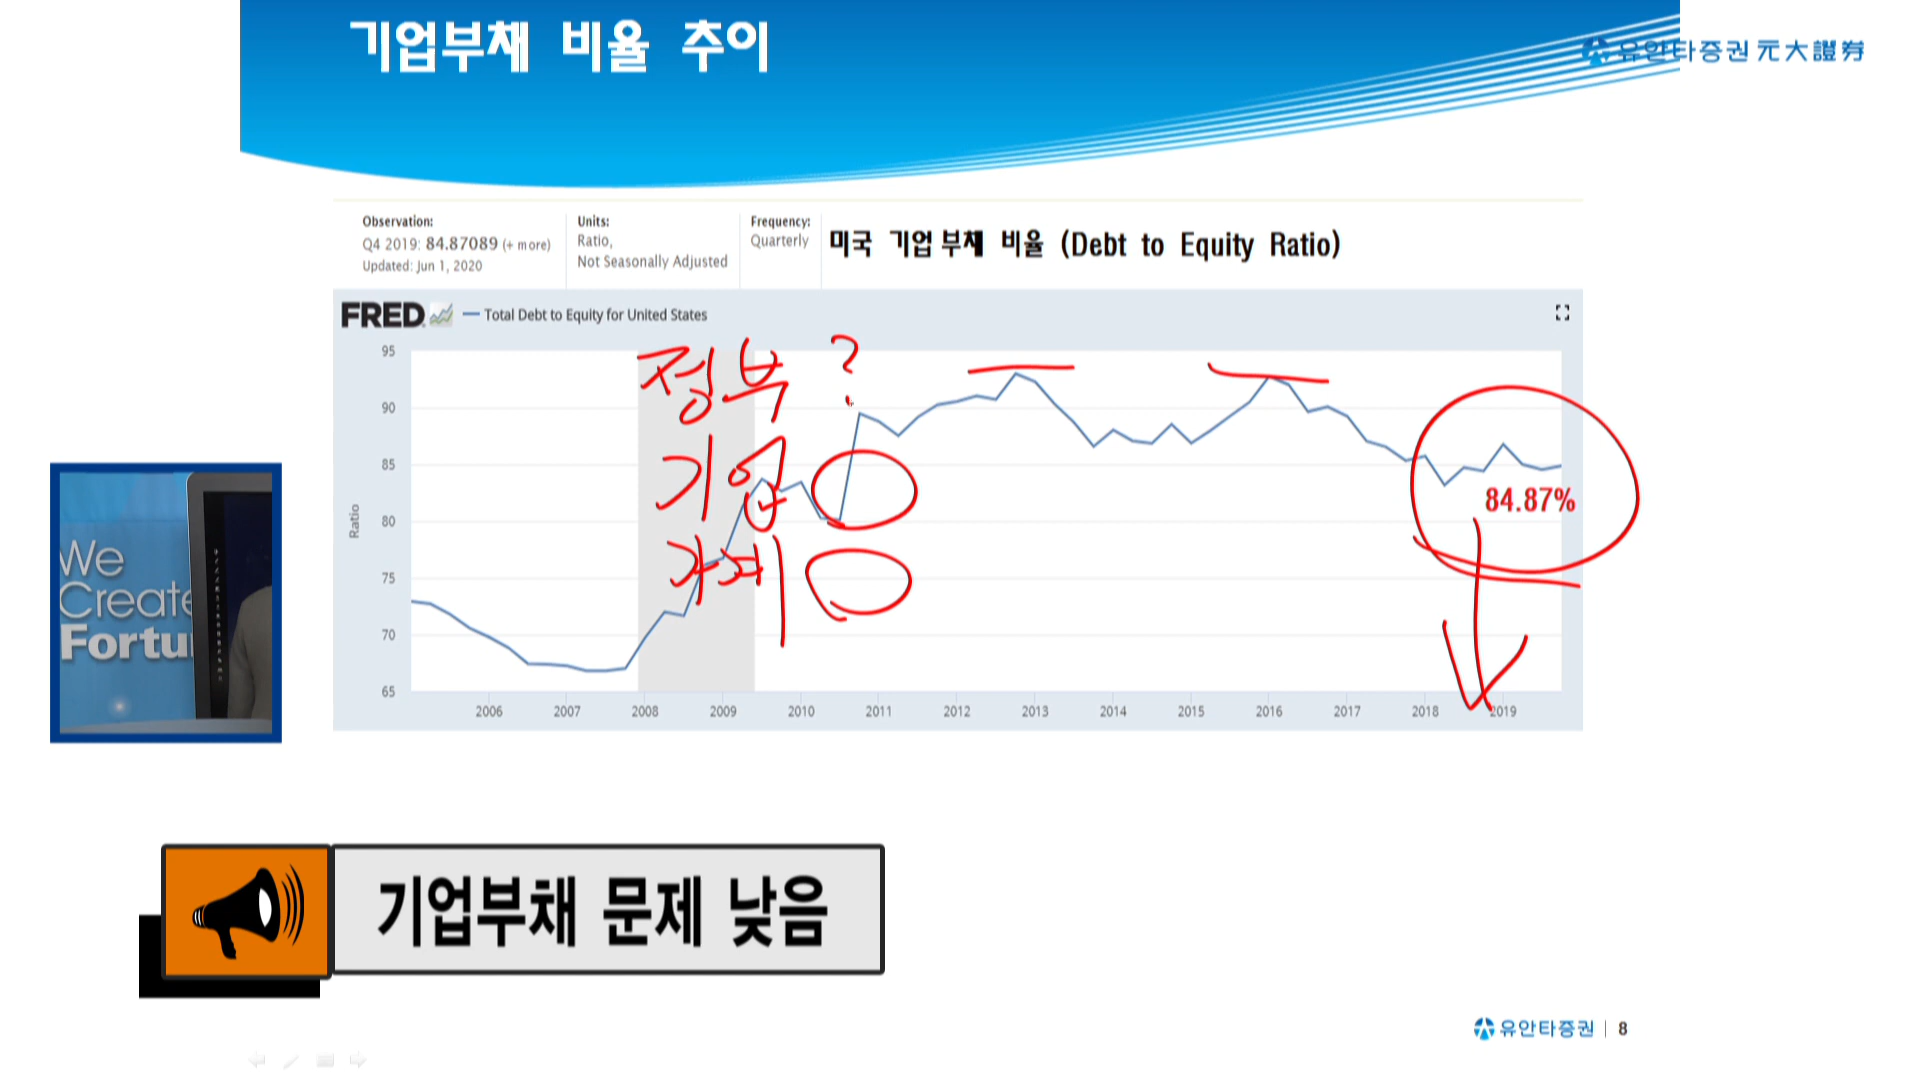 기업부채 비율 추이
유안타증권 元大證券
Observation:
Q4 2019: 84.87089 (+ more)
Updated: Jun 1, 2020
Units:
Ratio,
Not Seasonally Adjusted
Frequency:
Quarterly
미국 기업 부채 비율 (Debt to Equity Ratio)
FRED
Total Debt to Equity for United States
95
90
85
80
75
70
65
Ratio
정부 ?
기업
가계
84.87%
2006 2007 2008 2009 2010 2011 2012 2013 2014 2015 2016 2017 2018 2019
We
Create
Fortu
기업부채 문제 낮음
유안타증권 | 8